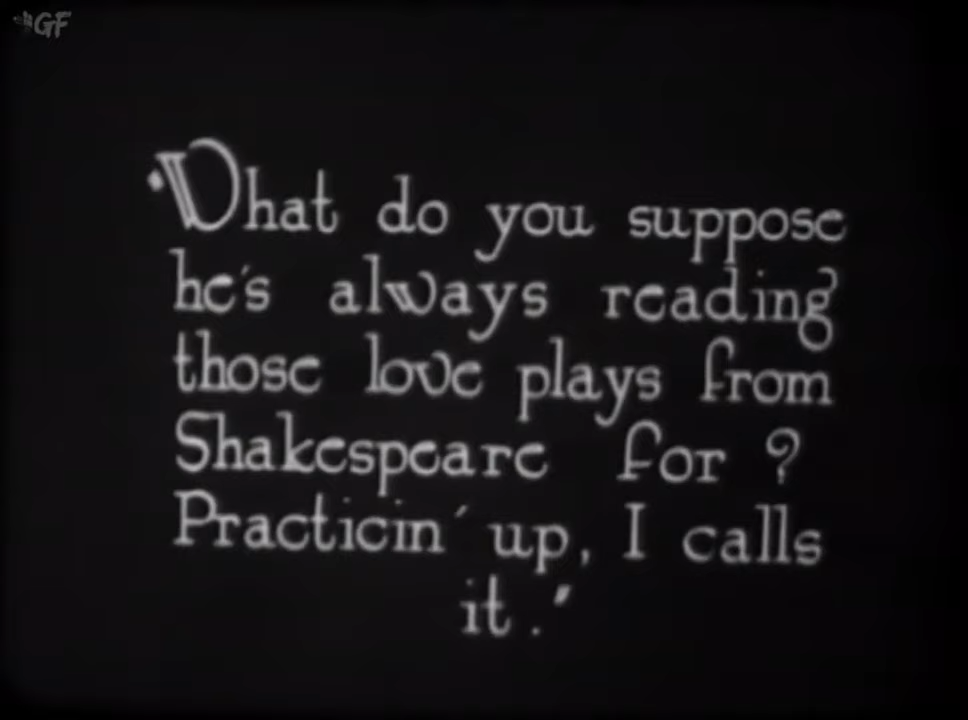 GF
"What do you suppose
he's always reading
those love plays from
Shakespeare for?
Practicin' up, I calls
it."